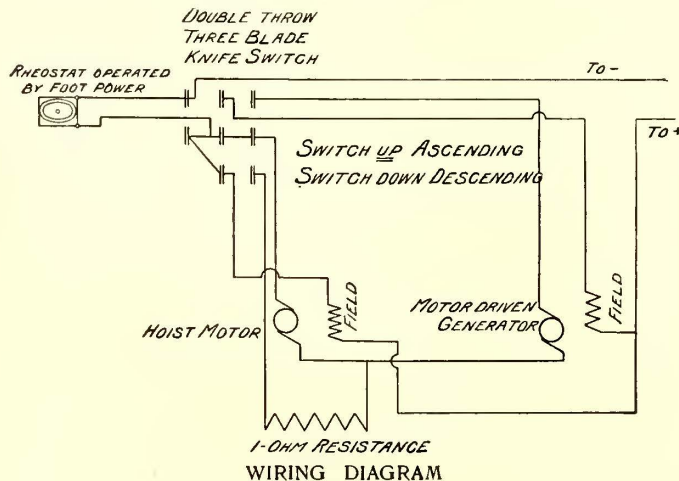 DOUBLE THROW
THREE BLADE
KNIFE SWITCH
RHEOSTAT OPERATED
BY FOOT POWER
TO -
TO +
SWITCH UP ASCENDING
SWITCH DOWN DESCENDING
HOIST MOTOR
FIELD
MOTOR DRIVEN
GENERATOR
FIELD
1-OHM RESISTANCE
WIRING DIAGRAM